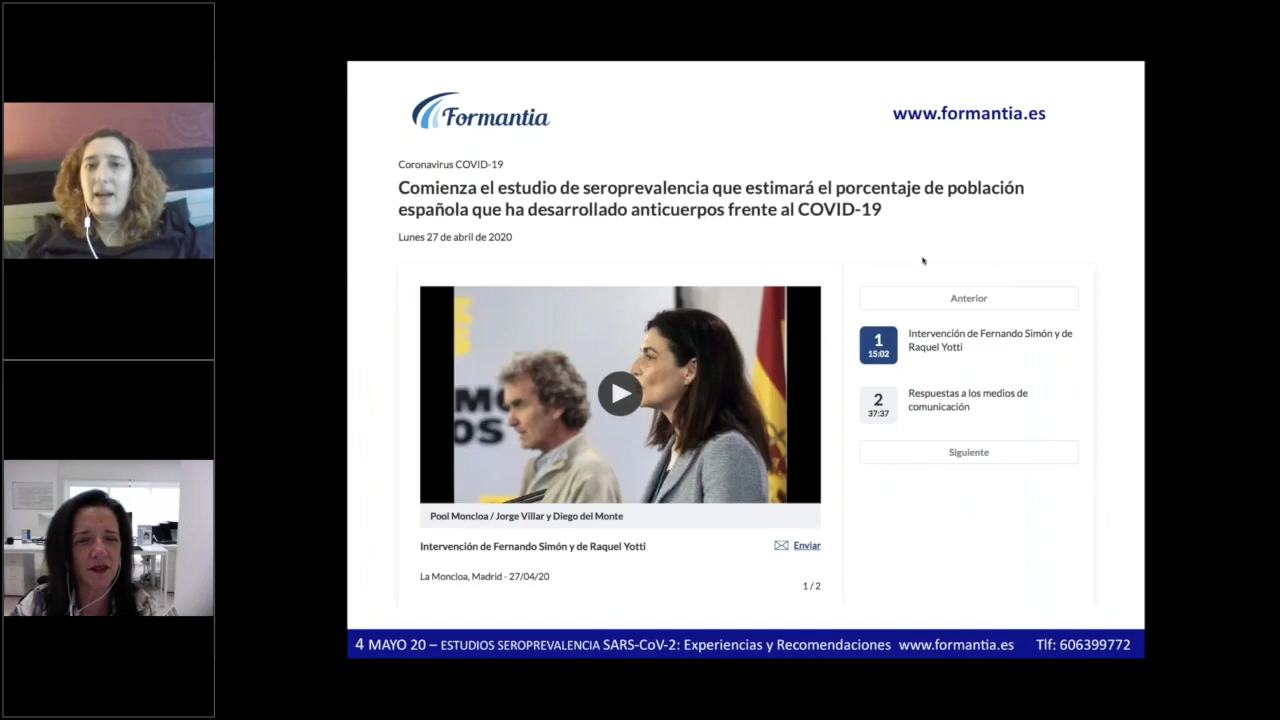 Formantia
www.formantia.es
Coronavirus COVID-19
Comienza el estudio de seroprevalencia que estimará el porcentaje de población
española que ha desarrollado anticuerpos frente al COVID-19
Lunes 27 de abril de 2020
Anterior
1
15:02
Intervención de Fernando Simón y de
Raquel Yotti
2
37:37
Respuestas a los medios de
comunicación
Siguiente
Pool Moncloa / Jorge Villar y Diego del Monte
Intervención de Fernando Simón y de Raquel Yotti
Enviar
La Moncloa, Madrid - 27/04/20
1 / 2
4 MAYO 20 – ESTUDIOS SEROPREVALENCIA SARS-CoV-2: Experiencias y Recomendaciones www.formantia.es Tlf: 606399772